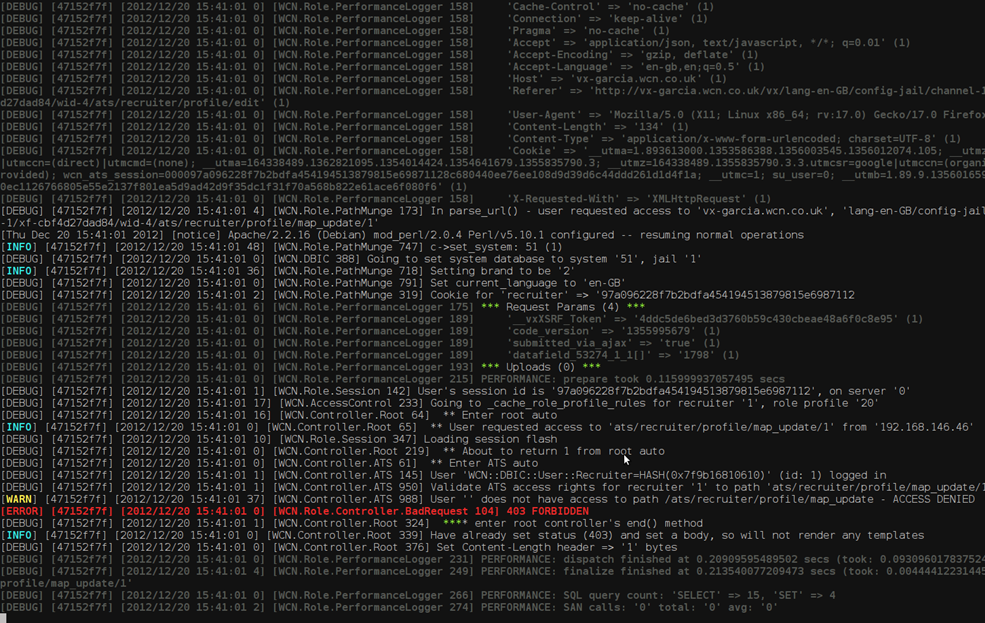 [DEBUG] [47152f7f] [2012/12/20 15:41:01 0] [WCN.Role.PerformanceLogger 158]     'Cache-Control' => 'no-cache' (1)
[DEBUG] [47152f7f] [2012/12/20 15:41:01 0] [WCN.Role.PerformanceLogger 158]     'Connection' => 'keep-alive' (1)
[DEBUG] [47152f7f] [2012/12/20 15:41:01 0] [WCN.Role.PerformanceLogger 158]     'Pragma' => 'no-cache' (1)
[DEBUG] [47152f7f] [2012/12/20 15:41:01 0] [WCN.Role.PerformanceLogger 158]     'Accept' => 'application/json, text/javascript, */*; q=0.01' (1)
[DEBUG] [47152f7f] [2012/12/20 15:41:01 0] [WCN.Role.PerformanceLogger 158]     'Accept-Encoding' => 'gzip, deflate' (1)
[DEBUG] [47152f7f] [2012/12/20 15:41:01 0] [WCN.Role.PerformanceLogger 158]     'Accept-Language' => 'en-gb,en;q=0.5' (1)
[DEBUG] [47152f7f] [2012/12/20 15:41:01 0] [WCN.Role.PerformanceLogger 158]     'Host' => 'vx-garcia.wcn.co.uk' (1)
[DEBUG] [47152f7f] [2012/12/20 15:41:01 0] [WCN.Role.PerformanceLogger 158]     'Referer' => 'http://vx-garcia.wcn.co.uk/vx/lang-en-GB/config-jail/channel-1
d27dad84/wid-4/ats/recruiter/profile/edit' (1)
[DEBUG] [47152f7f] [2012/12/20 15:41:01 0] [WCN.Role.PerformanceLogger 158]     'User-Agent' => 'Mozilla/5.0 (X11; Linux x86_64; rv:17.0) Gecko/17.0 Firefox
[DEBUG] [47152f7f] [2012/12/20 15:41:01 0] [WCN.Role.PerformanceLogger 158]     'Content-Length' => '134' (1)
[DEBUG] [47152f7f] [2012/12/20 15:41:01 0] [WCN.Role.PerformanceLogger 158]     'Content-Type' => 'application/x-www-form-urlencoded; charset=UTF-8' (1)
[DEBUG] [47152f7f] [2012/12/20 15:41:01 0] [WCN.Role.PerformanceLogger 158]     'Cookie' => '__utma=1.893613000.1353586388.1356003545.1356012074.105; __utmz
|utmccn=(direct)|utmcmd=(none); __utma=164338489.1362821095.1354014424.1354641679.1355835790.3; __utmz=164338489.1355835790.3.3.utmcsr=google|utmccn=(organi
rovided); wcn_ats_session=000097a096228f7b2bdfa454194513879815e69871128c680440ee76ee108d9d39d6c44ddd261d1d4f1a; __utmc=1; su_user=0; __utmb=1.89.9.135601659
0ec1126766805e55e2137f801ea5d9ad42d9f35dc1f31f70a568b822e61ace6f080f6' (1)
[DEBUG] [47152f7f] [2012/12/20 15:41:01 0] [WCN.Role.PerformanceLogger 158]     'X-Requested-With' => 'XMLHttpRequest' (1)
[DEBUG] [47152f7f] [2012/12/20 15:41:01 4] [WCN.Role.PathMunge 173] In parse_url() - user requested access to 'vx-garcia.wcn.co.uk', 'lang-en-GB/config-jail
-1/xf-cbf4cd27dad84/wid-4/ats/recruiter/profile/map_update/1'
[Thu Dec 20 15:41:01 2012] [notice] Apache/2.2.16 (Debian) mod_perl/2.0.4 Perl/v5.10.1 configured -- resuming normal operations
[INFO] [47152f7f] [2012/12/20 15:41:01 48] [WCN.Role.PathMunge 747] c->set_system: 51 (1)
[DEBUG] [47152f7f] [2012/12/20 15:41:01 0] [WCN.DBIC 388] Going to set system database to system '51', jail '1'
[INFO] [47152f7f] [2012/12/20 15:41:01 36] [WCN.Role.PathMunge 718] Setting brand to be '2'
[DEBUG] [47152f7f] [2012/12/20 15:41:01 0] [WCN.Role.PathMunge 791] Set current_language to 'en-GB'
[DEBUG] [47152f7f] [2012/12/20 15:41:01 2] [WCN.Role.PathMunge 319] Cookie for 'recruiter' => '97a096228f7b2bdfa454194513879815e6987112
[DEBUG] [47152f7f] [2012/12/20 15:41:01 6] [WCN.Role.PerformanceLogger 175] *** Request Params (4) ***
[DEBUG] [47152f7f] [2012/12/20 15:41:01 0] [WCN.Role.PerformanceLogger 189]     '__vxXSRF_Token' => '4ddc5de6bed3d3760b59c430cbeae48a6f0c8e95' (1)
[DEBUG] [47152f7f] [2012/12/20 15:41:01 0] [WCN.Role.PerformanceLogger 189]     'code_version' => '1355995679' (1)
[DEBUG] [47152f7f] [2012/12/20 15:41:01 0] [WCN.Role.PerformanceLogger 189]     'submitted_via_ajax' => 'true' (1)
[DEBUG] [47152f7f] [2012/12/20 15:41:01 0] [WCN.Role.PerformanceLogger 189]     'datafield_53274_1_1[]' => '1798' (1)
[DEBUG] [47152f7f] [2012/12/20 15:41:01 0] [WCN.Role.PerformanceLogger 193] *** Uploads (0) ***
[DEBUG] [47152f7f] [2012/12/20 15:41:01 0] [WCN.Role.PerformanceLogger 215] PERFORMANCE: prepare took 0.115999937057495 secs
[DEBUG] [47152f7f] [2012/12/20 15:41:01 1] [WCN.Role.Session 142] User's session id is '97a096228f7b2bdfa454194513879815e6987112', on server '0'
[DEBUG] [47152f7f] [2012/12/20 15:41:01 17] [WCN.AccessControl 233] Going to _cache_role_profile_rules for recruiter '1', role profile '20'
[DEBUG] [47152f7f] [2012/12/20 15:41:01 16] [WCN.Controller.Root 64]  ** Enter root auto
[INFO] [47152f7f] [2012/12/20 15:41:01 0] [WCN.Controller.Root 65]  ** User requested access to 'ats/recruiter/profile/map_update/1' from '192.168.146.46'
[DEBUG] [47152f7f] [2012/12/20 15:41:01 10] [WCN.Role.Session 347] Loading session flash
[DEBUG] [47152f7f] [2012/12/20 15:41:01 0] [WCN.Controller.Root 219]  ** About to return 1 from root auto
[DEBUG] [47152f7f] [2012/12/20 15:41:01 0] [WCN.Controller.ATS 61]  ** Enter ATS auto
[DEBUG] [47152f7f] [2012/12/20 15:41:01 1] [WCN.Controller.ATS 145] User 'WCN::DBIC::User::Recruiter=HASH(0x7f9b16810610)' (id: 1) logged in
[DEBUG] [47152f7f] [2012/12/20 15:41:01 1] [WCN.Controller.ATS 950] Validate ATS access rights for recruiter '1' to path 'ats/recruiter/profile/map_update/1
[WARN] [47152f7f] [2012/12/20 15:41:01 37] [WCN.Controller.ATS 988] User '' does not have access to path /ats/recruiter/profile/map_update - ACCESS DENIED
[ERROR] [47152f7f] [2012/12/20 15:41:01 0] [WCN.Role.Controller.BadRequest 104] 403 FORBIDDEN
[DEBUG] [47152f7f] [2012/12/20 15:41:01 1] [WCN.Controller.Root 324]  **** enter root controller's end() method
[INFO] [47152f7f] [2012/12/20 15:41:01 0] [WCN.Controller.Root 339] Have already set status (403) and set a body, so will not render any templates
[DEBUG] [47152f7f] [2012/12/20 15:41:01 0] [WCN.Controller.Root 376] Set Content-Length header => '1' bytes
[DEBUG] [47152f7f] [2012/12/20 15:41:01 0] [WCN.Role.PerformanceLogger 231] PERFORMANCE: dispatch finished at 0.20909595489502 secs (took: 0.093096017837524
[DEBUG] [47152f7f] [2012/12/20 15:41:01 4] [WCN.Role.PerformanceLogger 249] PERFORMANCE: finalize finished at 0.213540077209473 secs (took: 0.00444412231445
profile/map_update/1'
[DEBUG] [47152f7f] [2012/12/20 15:41:01 0] [WCN.Role.PerformanceLogger 266] PERFORMANCE: SQL query count: 'SELECT' => 15, 'SET' => 4
[DEBUG] [47152f7f] [2012/12/20 15:41:01 2] [WCN.Role.PerformanceLogger 274] PERFORMANCE: SAN calls: '0' total: '0' avg: '0'